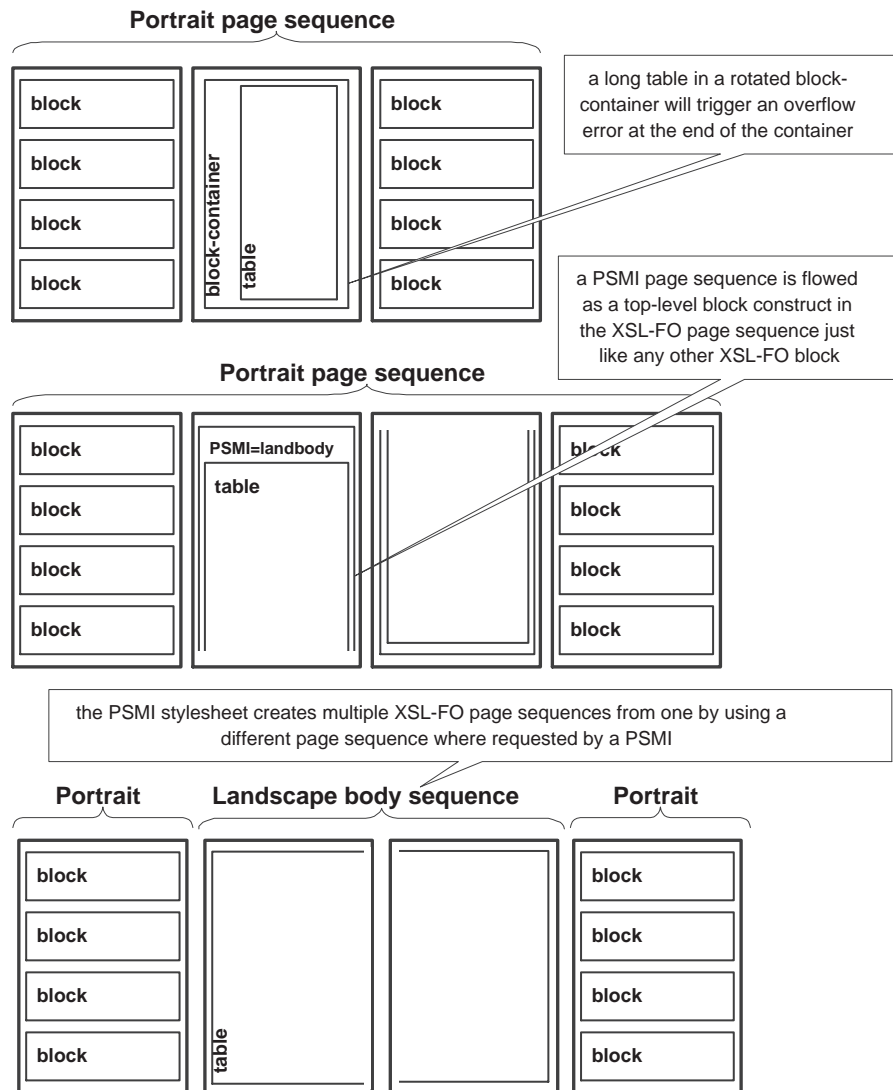 Portrait page sequence
block
block
block
block
block-container
table
block
block
block
block
a long table in a rotated block-
container will trigger an overflow
error at the end of the container
a PSMI page sequence is flowed
as a top-level block construct in
the XSL-FO page sequence just
like any other XSL-FO block
Portrait page sequence
block
block
block
block
PSMI=landbody
table
block
block
block
block
the PSMI stylesheet creates multiple XSL-FO page sequences from one by using a
different page sequence where requested by a PSMI
Portrait
Landscape body sequence
Portrait
block
block
block
block
table
block
block
block
block